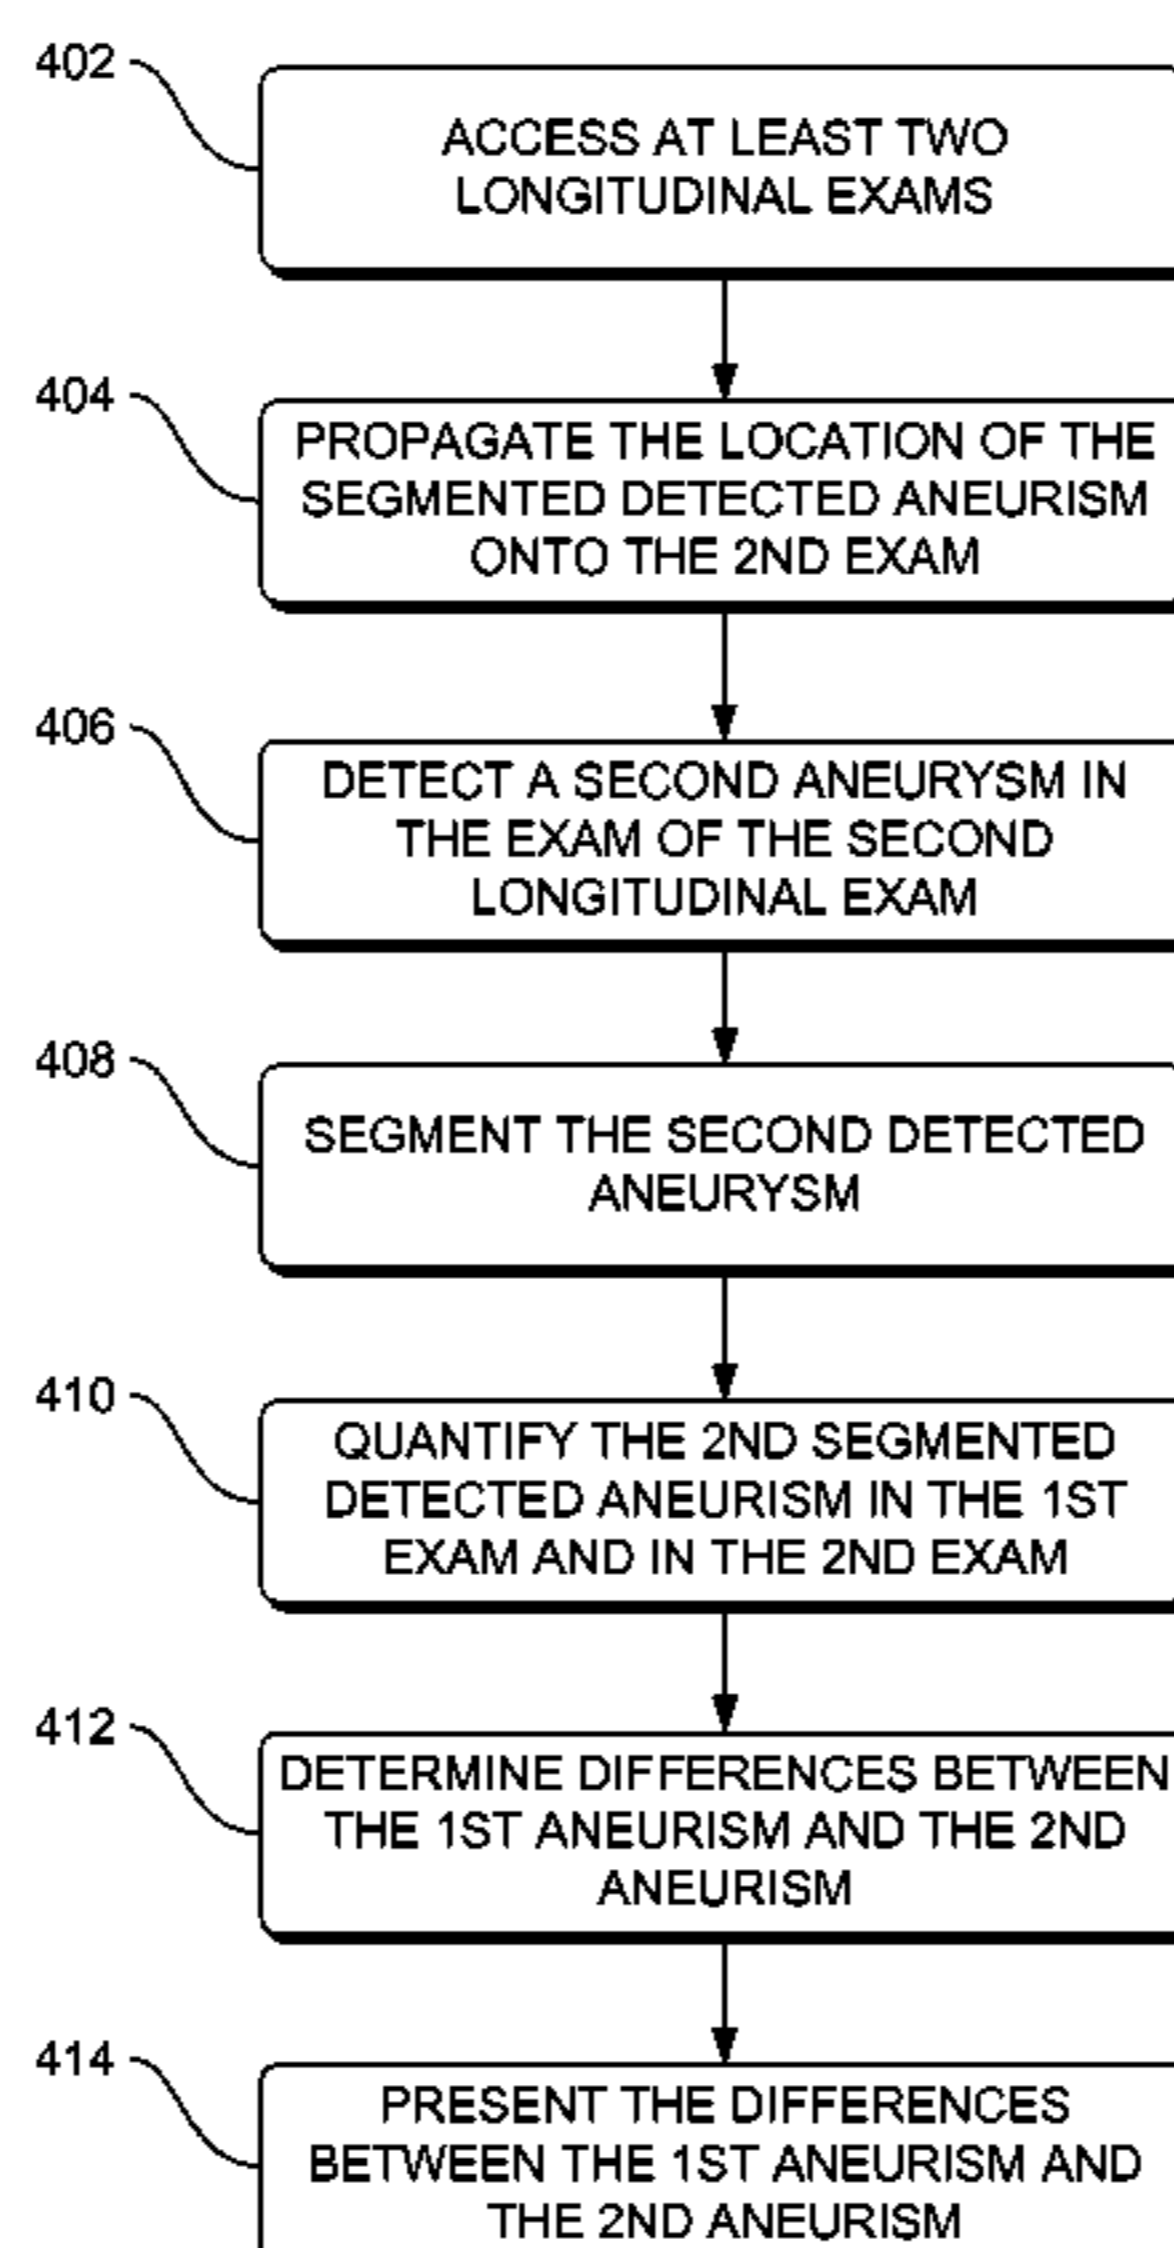 402
ACCESS AT LEAST TWO
LONGITUDINAL EXAMS
404
PROPAGATE THE LOCATION OF THE
SEGMENTED DETECTED ANEURISM
ONTO THE 2ND EXAM
406
DETECT A SECOND ANEURYSM IN
THE EXAM OF THE SECOND
LONGITUDINAL EXAM
408
SEGMENT THE SECOND DETECTED
ANEURYSM
410
QUANTIFY THE 2ND SEGMENTED
DETECTED ANEURISM IN THE 1ST
EXAM AND IN THE 2ND EXAM
412
DETERMINE DIFFERENCES BETWEEN
THE 1ST ANEURISM AND THE 2ND
ANEURISM
414
PRESENT THE DIFFERENCES
BETWEEN THE 1ST ANEURISM AND
THE 2ND ANEURISM